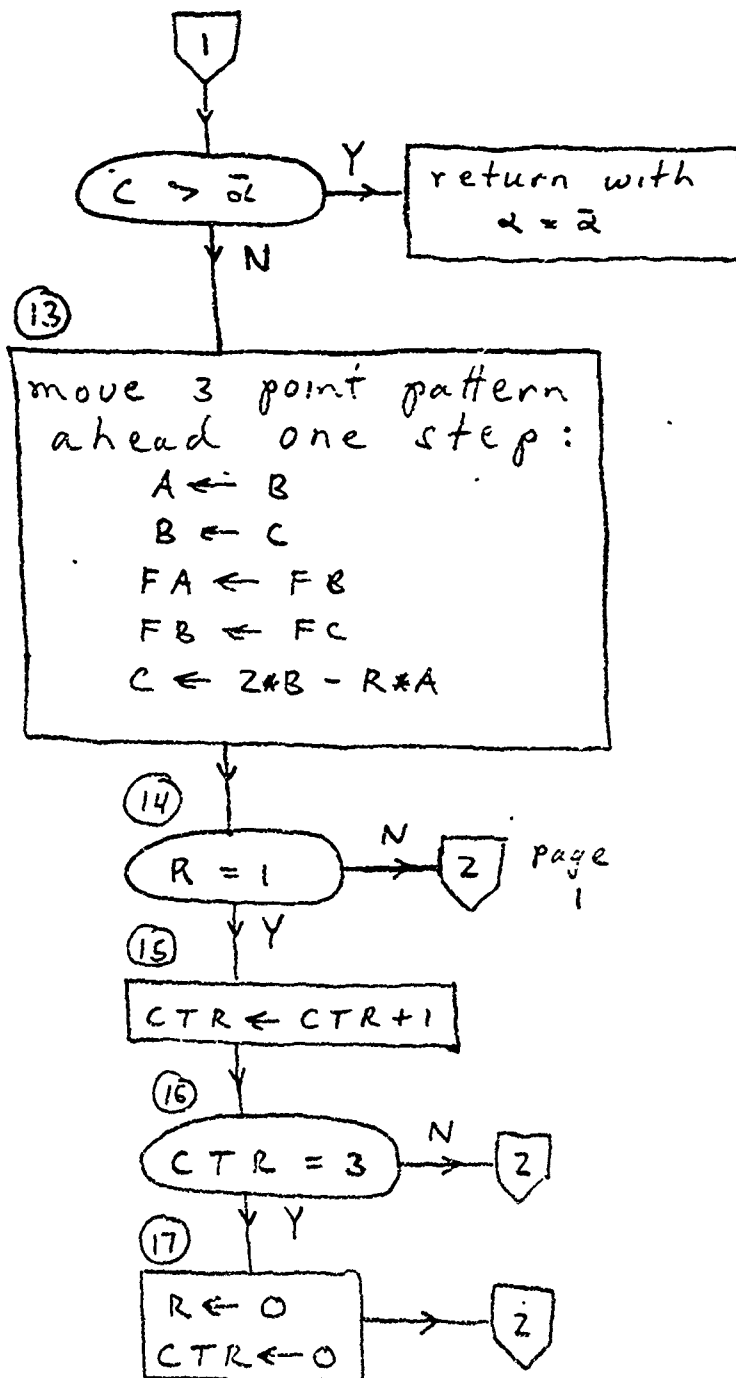 1
C > ᾱ
Y
return with
α = ᾱ
N
13
move 3 point pattern
ahead one step:
A ← B
B ← C
FA ← FB
FB ← FC
C ← 2*B - R*A
14
R = 1
N
2
page
1
Y
15
CTR ← CTR+1
16
CTR = 3
N
2
Y
17
R ← 0
CTR ← 0
2